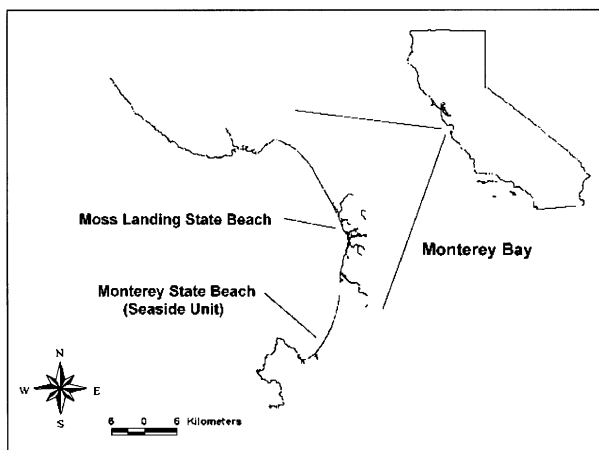 Moss Landing State Beach
Monterey Bay
Monterey State Beach
(Seaside Unit)
N
W E
S
6 0 6 Kilometers